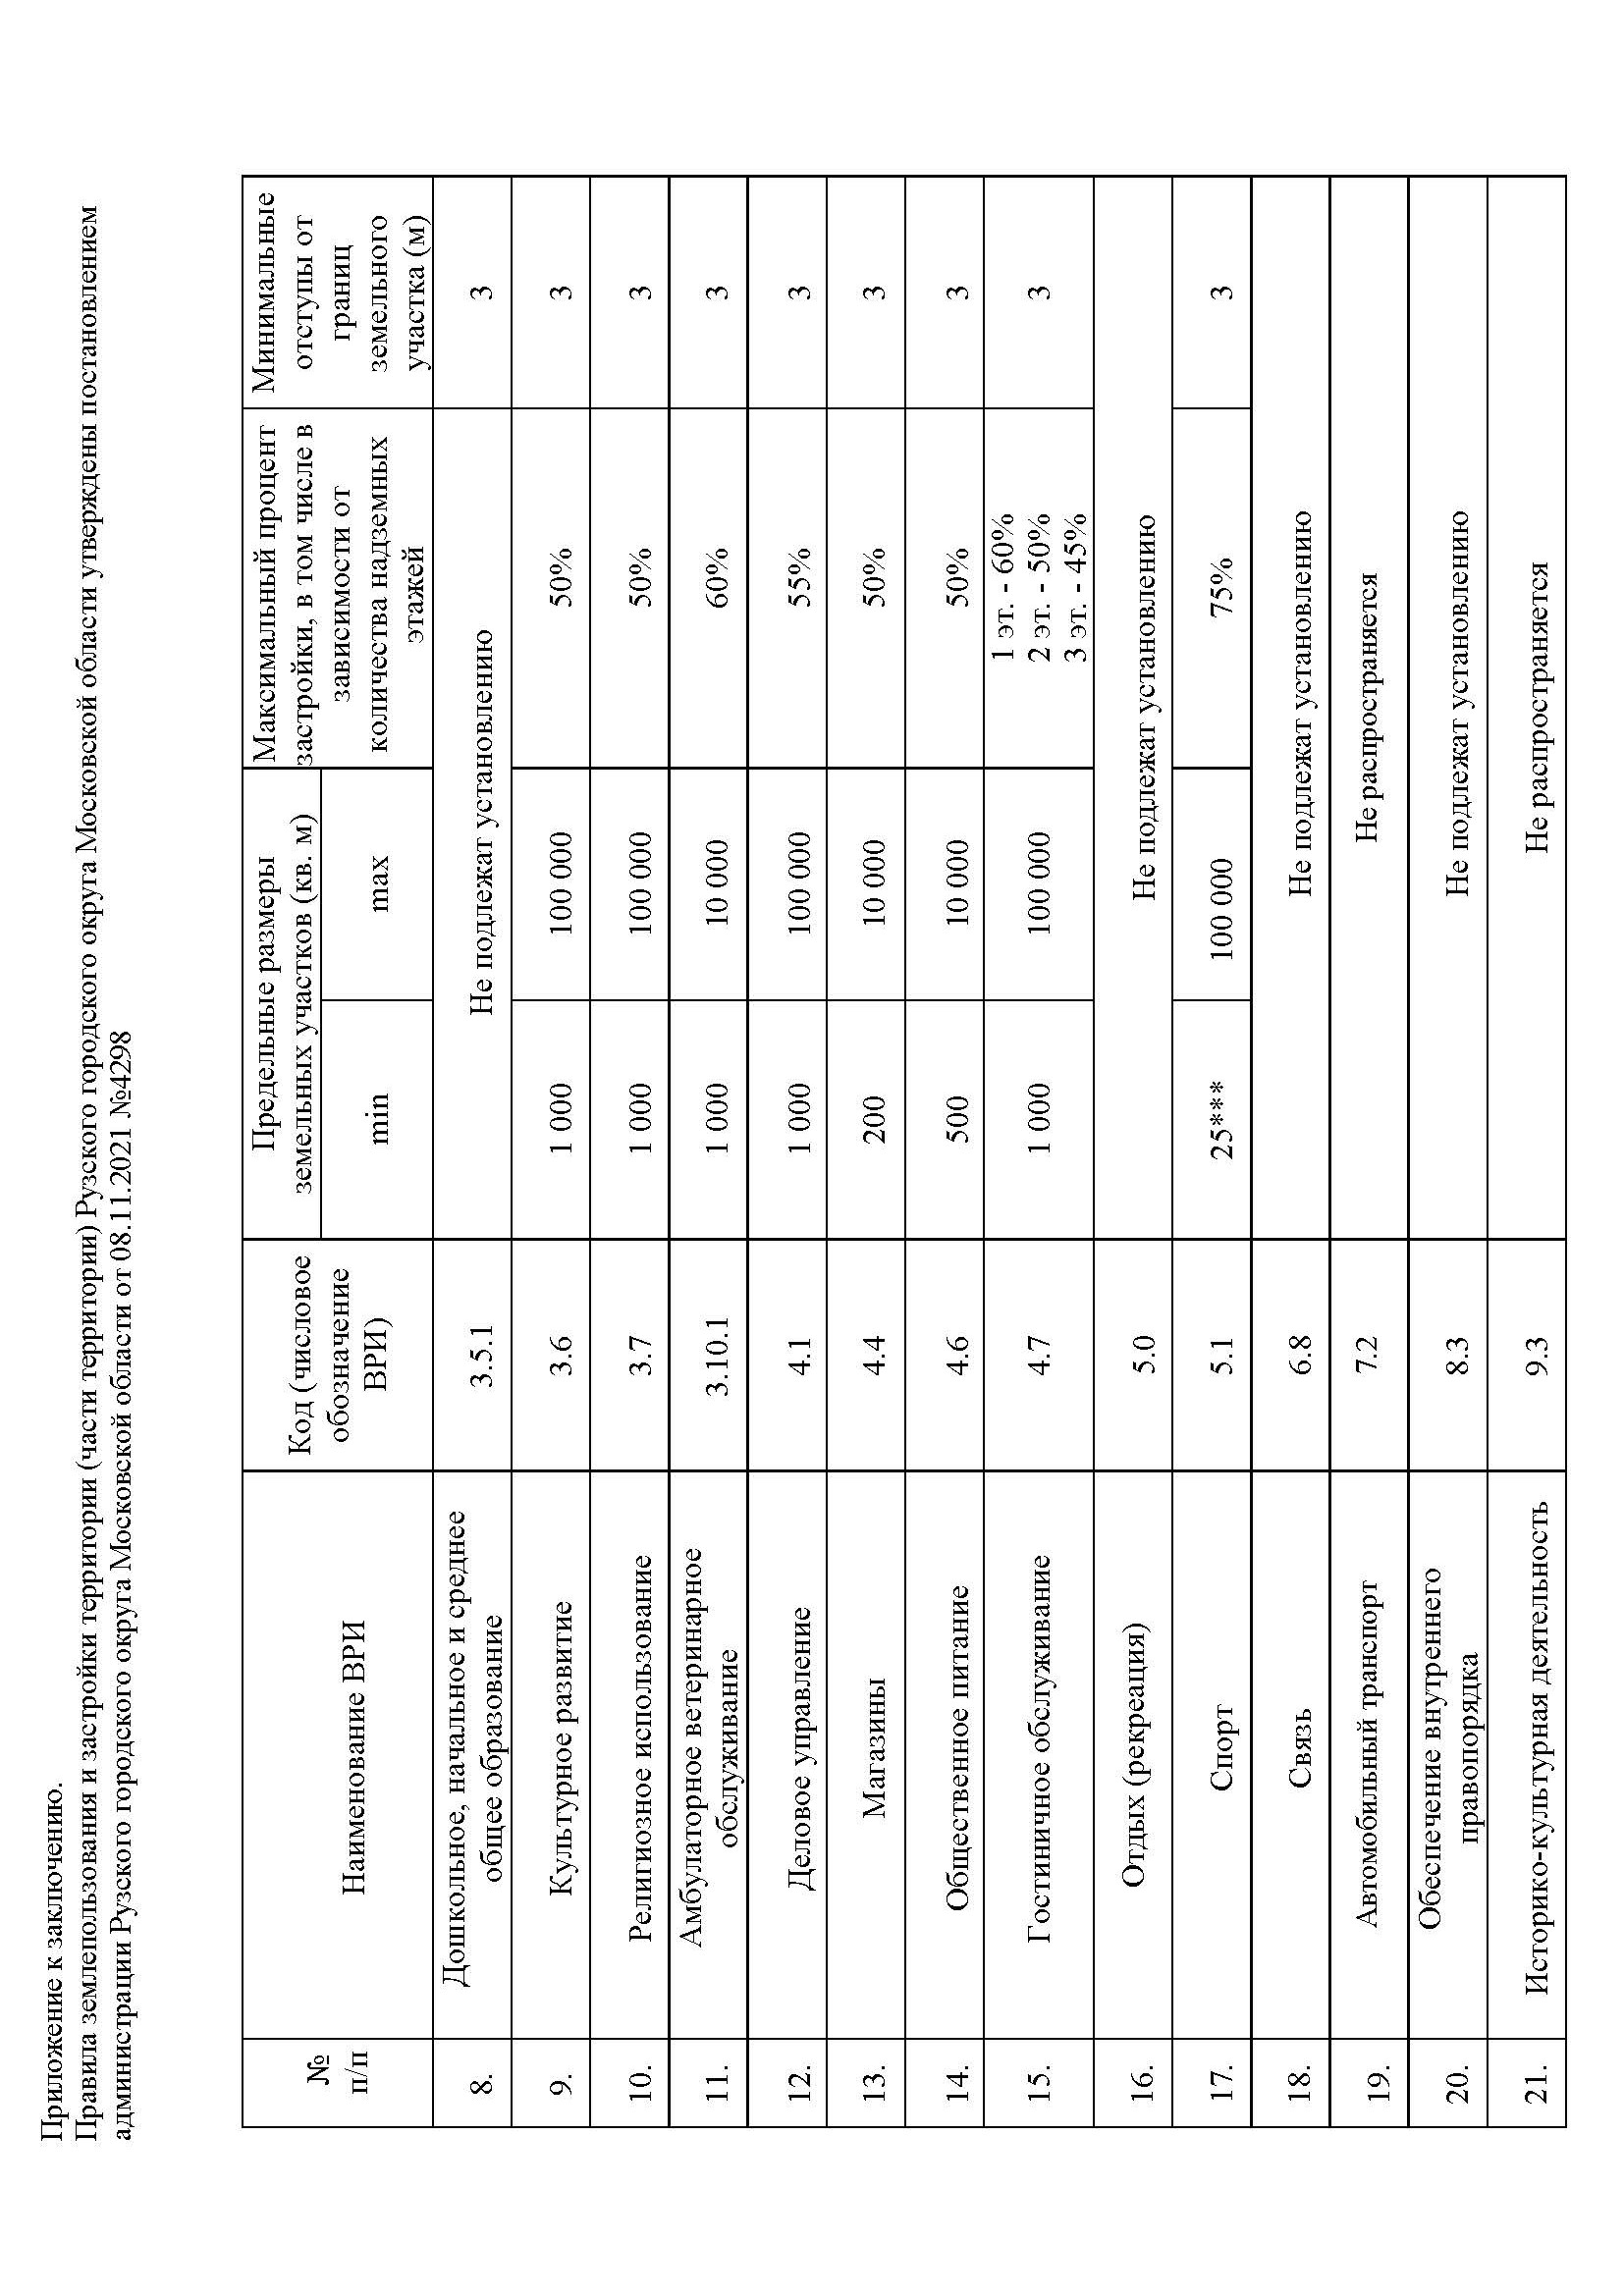 Приложение к заключению.
Правила землепользования и застройки территории (части территории) Рузского городского округа Московской области утверждены постановлением
администрации Рузского городского округа Московской области от 08.11.2021 №4298
№
п/п
Наименование ВРИ
Код (числовое
обозначение
ВРИ)
Предельные размеры
земельных участков (кв. м)
min
max
Максимальный процент
застройки, в том числе в
зависимости от
количества надземных
этажей
Минимальные
отступы от
границ
земельного
участка (м)
8.
Дошкольное, начальное и среднее
общее образование
3.5.1
Не подлежат установлению
3
9.
Культурное развитие
3.6
1 000
100 000
50%
3
10.
Религиозное использование
3.7
1 000
100 000
50%
3
11.
Амбулаторное ветеринарное
обслуживание
3.10.1
1 000
10 000
60%
3
12.
Деловое управление
4.1
1 000
100 000
55%
3
13.
Магазины
4.4
200
10 000
50%
3
14.
Общественное питание
4.6
500
10 000
50%
3
15.
Гостиничное обслуживание
4.7
1 000
100 000
1 эт. - 60%
2 эт. - 50%
3 эт. - 45%
3
16.
Отдых (рекреация)
5.0
Не подлежат установлению
17.
Спорт
5.1
25***
100 000
75%
3
18.
Связь
6.8
Не подлежат установлению
19.
Автомобильный транспорт
7.2
Не распространяется
20.
Обеспечение внутреннего
правопорядка
8.3
Не подлежат установлению
21.
Историко-культурная деятельность
9.3
Не распространяется